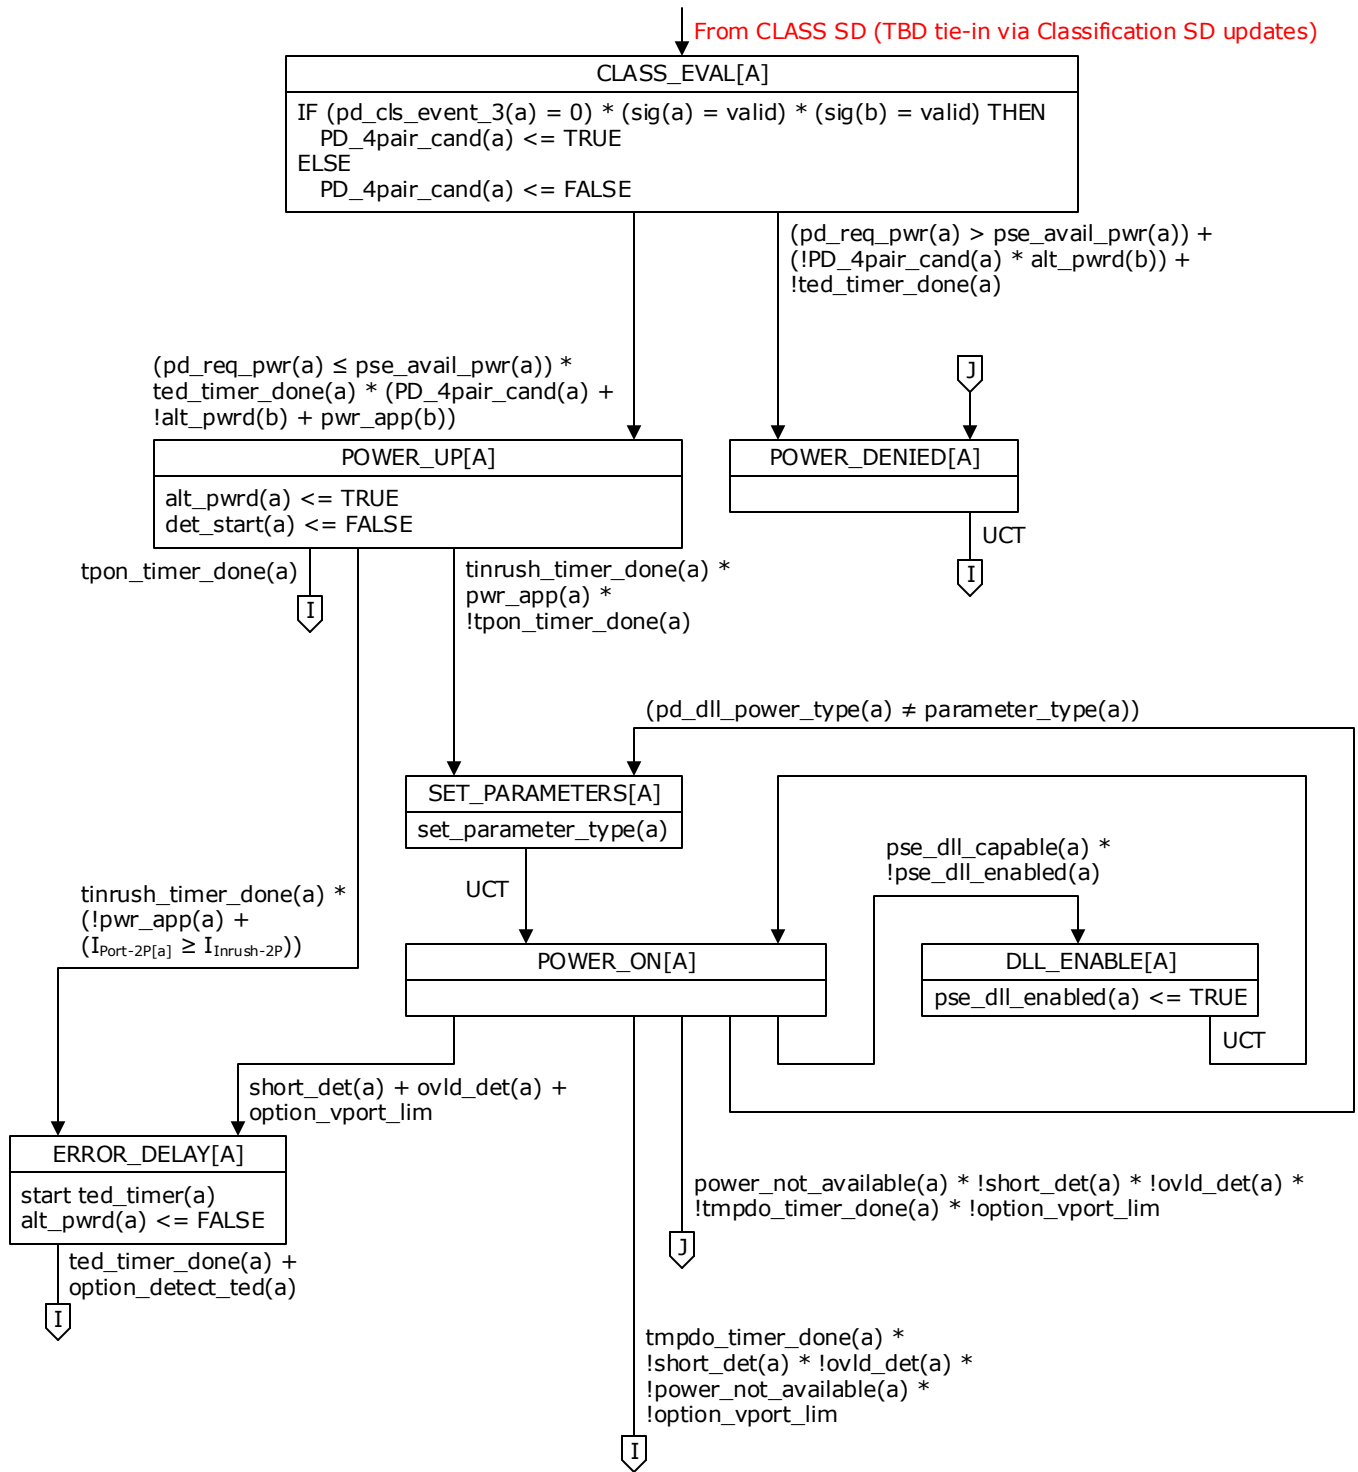 From CLASS SD (TBD tie-in via Classification SD updates)
CLASS_EVAL[A]
IF (pd_cls_event_3(a) = 0) * (sig(a) = valid) * (sig(b) = valid) THEN
PD_4pair_cand(a) <= TRUE
ELSE
PD_4pair_cand(a) <= FALSE
(pd_req_pwr(a) > pse_avail_pwr(a)) +
(!PD_4pair_cand(a) * alt_pwrd(b)) +
!ted_timer_done(a)
(pd_req_pwr(a) ≤ pse_avail_pwr(a)) *
ted_timer_done(a) * (PD_4pair_cand(a) +
!alt_pwrd(b) + pwr_app(b))
J
POWER_UP[A]
alt_pwrd(a) <= TRUE
det_start(a) <= FALSE
POWER_DENIED[A]
UCT
I
tpon_timer_done(a)
I
tinrush_timer_done(a) *
pwr_app(a) *
!tpon_timer_done(a)
(pd_dll_power_type(a) ≠ parameter_type(a))
SET_PARAMETERS[A]
set_parameter_type(a)
UCT
pse_dll_capable(a) *
!pse_dll_enabled(a)
tinrush_timer_done(a) *
(!pwr_app(a) +
(I_Port-2P[a] ≥ I_Inrush-2P))
POWER_ON[A]
DLL_ENABLE[A]
pse_dll_enabled(a) <= TRUE
UCT
short_det(a) + ovld_det(a) +
option_vport_lim
ERROR_DELAY[A]
start ted_timer(a)
alt_pwrd(a) <= FALSE
power_not_available(a) * !short_det(a) * !ovld_det(a) *
!tmpdo_timer_done(a) * !option_vport_lim
J
ted_timer_done(a) +
option_detect_ted(a)
I
tmpdo_timer_done(a) *
!short_det(a) * !ovld_det(a) *
!power_not_available(a) *
!option_vport_lim
I